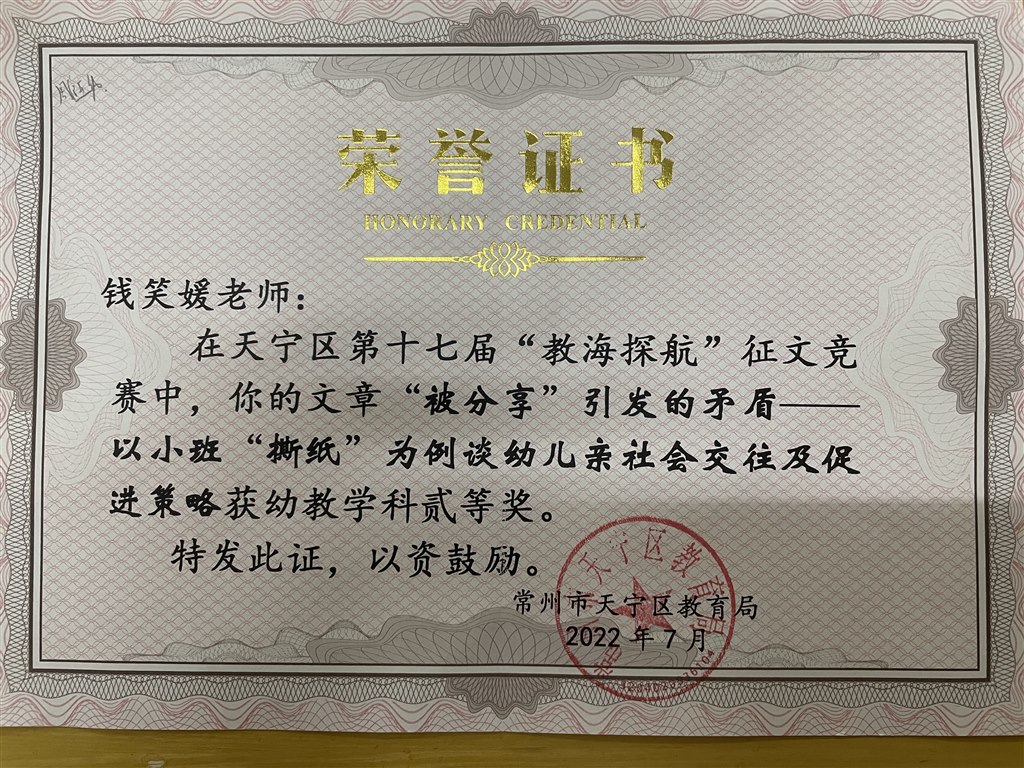 荣誉证书
HONORARY CREDENTIAL
钱笑媛老师：
在天宁区第十七届“教海探航”征文竞
赛中，你的文章“被分享”引发的矛盾——
以小班“撕纸”为例谈幼儿亲社会交往及促
进策略获幼教学科贰等奖。
特发此证，以资鼓励。
常州市天宁区教育局
2022年7月